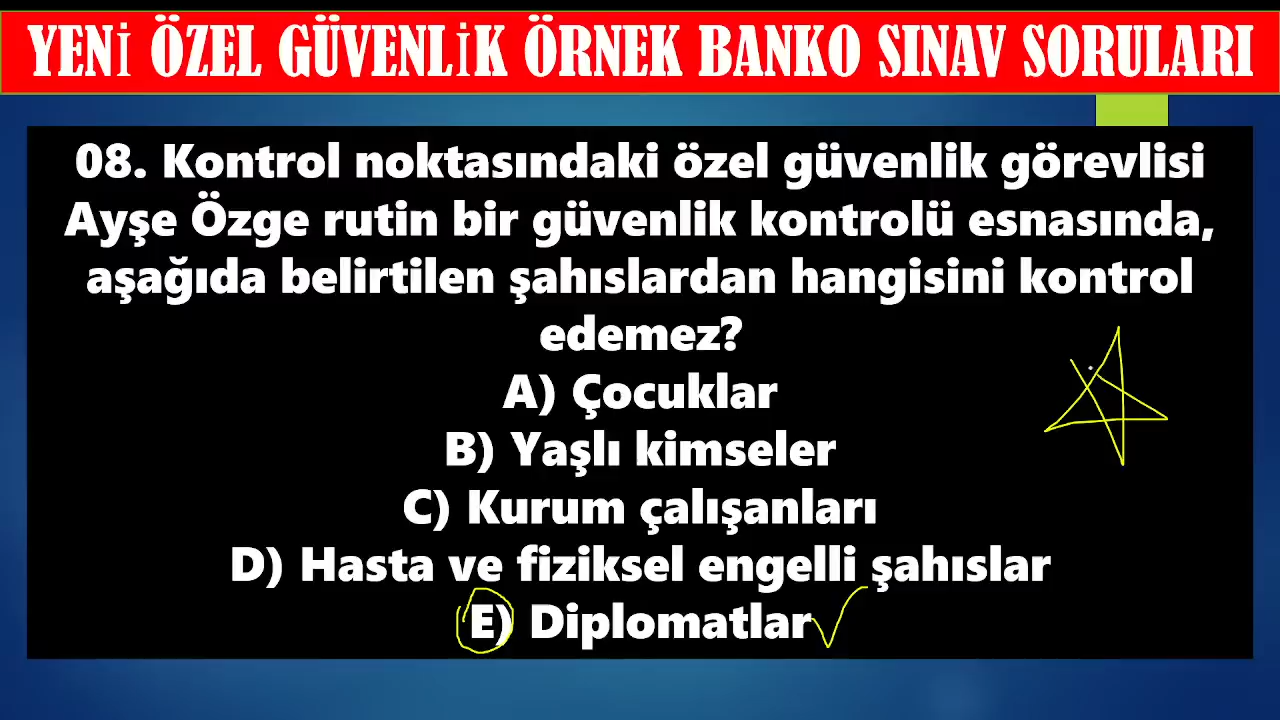 YENİ ÖZEL GÜVENLİK ÖRNEK BANKO SINAV SORULARI
08. Kontrol noktasındaki özel güvenlik görevlisi
Ayşe Özge rutin bir güvenlik kontrolü esnasında,
aşağıda belirtilen şahıslardan hangisini kontrol
edemez?
A) Çocuklar
B) Yaşlı kimseler
C) Kurum çalışanları
D) Hasta ve fiziksel engelli şahıslar
E) Diplomatlar